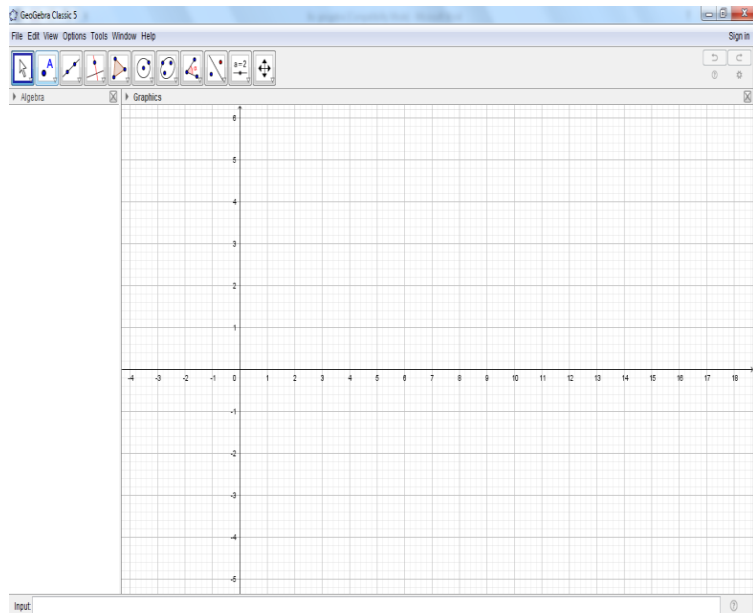 GeoGebra Classic 5
File Edit View Options Tools Window Help
Sign in
A
a=2
Algebra
Graphics
6
5
4
3
2
1
-4 -3 -2 -1 0 1 2 3 4 5 6 7 8 9 10 11 12 13 14 15 16 17 18
-1
-2
-3
-4
-5
Input: